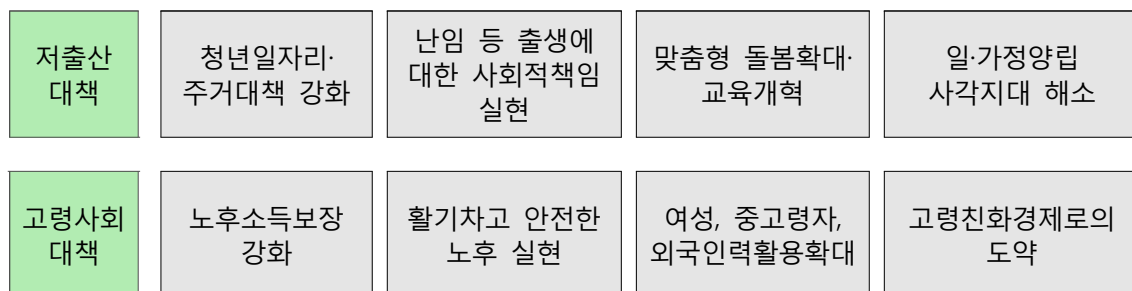 저출산
대책
청년일자리·
주거대책 강화
난임 등 출생에
대한 사회적책임
실현
맞춤형 돌봄확대·
교육개혁
일·가정양립
사각지대 해소
고령사회
대책
노후소득보장
강화
활기차고 안전한
노후 실현
여성, 중고령자,
외국인력활용확대
고령친화경제로의
도약